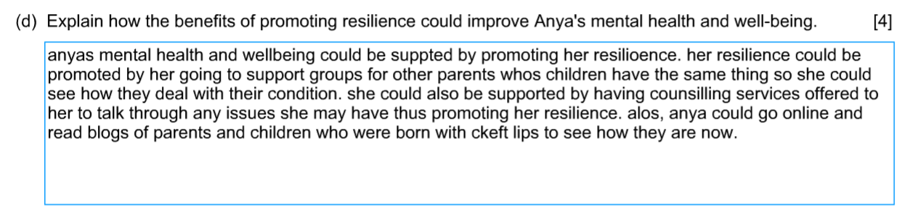 (d) Explain how the benefits of promoting resilience could improve Anya's mental health and well-being. [4]
anyas mental health and wellbeing could be suppted by promoting her resilioence. her resilience could be
promoted by her going to support groups for other parents whos children have the same thing so she could
see how they deal with their condition. she could also be supported by having counsilling services offered to
her to talk through any issues she may have thus promoting her resilience. alos, anya could go online and
read blogs of parents and children who were born with ckeft lips to see how they are now.